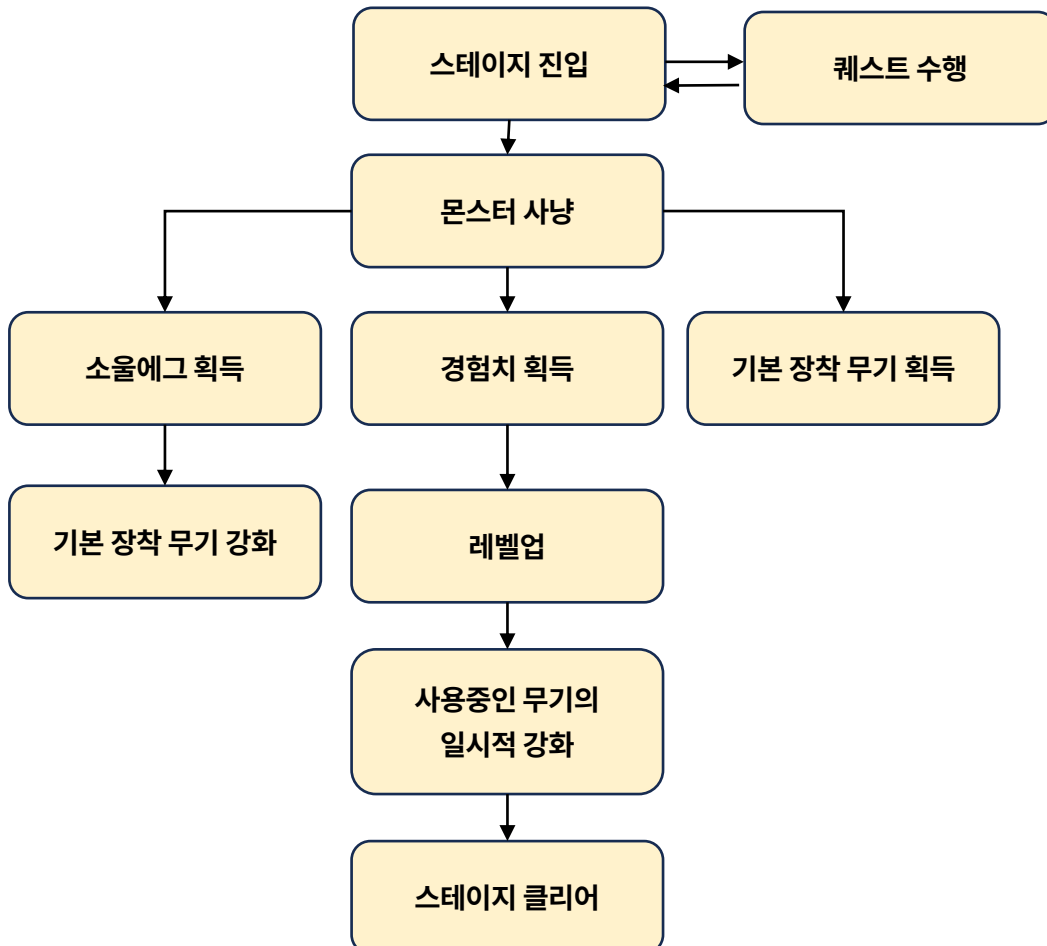 스테이지 진입
퀘스트 수행
몬스터 사냥
소울에그 획득
경험치 획득
기본 장착 무기 획득
기본 장착 무기 강화
레벨업
사용중인 무기의
일시적 강화
스테이지 클리어